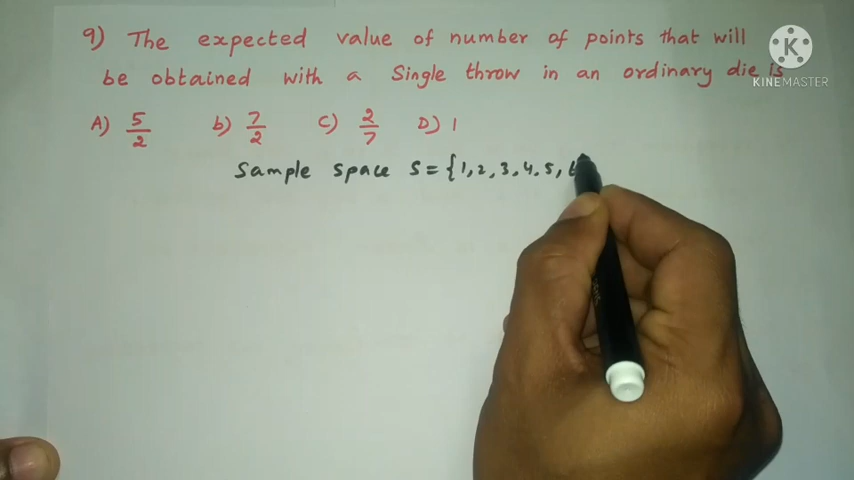 9) The expected value of number of points that will
be obtained with a Single throw in an ordinary die is
A) 5/2 b) 7/2 C) 2/7 D) 1
Sample space S = {1, 2, 3, 4, 5, 6
K
KINEMASTER